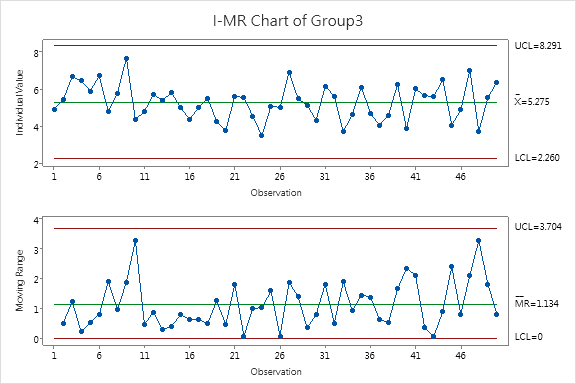 I-MR Chart of Group3
UCL=8.291
X̄=5.275
LCL=2.260
Individual Value
8
6
4
2
1 6 11 16 21 26 31 36 41 46
Observation
UCL=3.704
M̅R̅=1.134
LCL=0
Moving Range
4
3
2
1
0
1 6 11 16 21 26 31 36 41 46
Observation